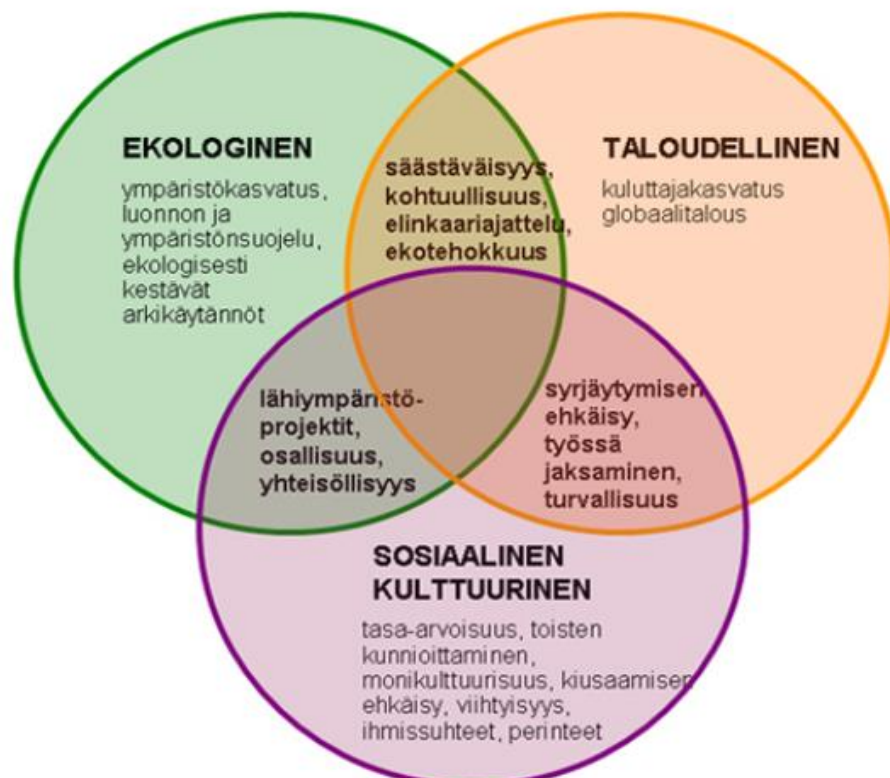 EKOLOGINEN
ympäristökasvatus,
luonnon ja
ympäristönsuojelu,
ekologisesti
kestävät
arkikäytännöt
säästäväisyys,
kohtuullisuus,
elinkaariajattelu,
ekotehokkuus
TALOUDELLINEN
kuluttajakasvatus
globaalitalous
lähiympäristö-
projektit,
osallisuus,
yhteisöllisyys
syrjäytymisen
ehkäisy,
työssä
jaksaminen,
turvallisuus
SOSIAALINEN
KULTTUURINEN
tasa-arvoisuus, toisten
kunnioittaminen,
monikulttuurisuus, kiusaamisen
ehkäisy, viihtyisyys,
ihmissuhteet, perinteet